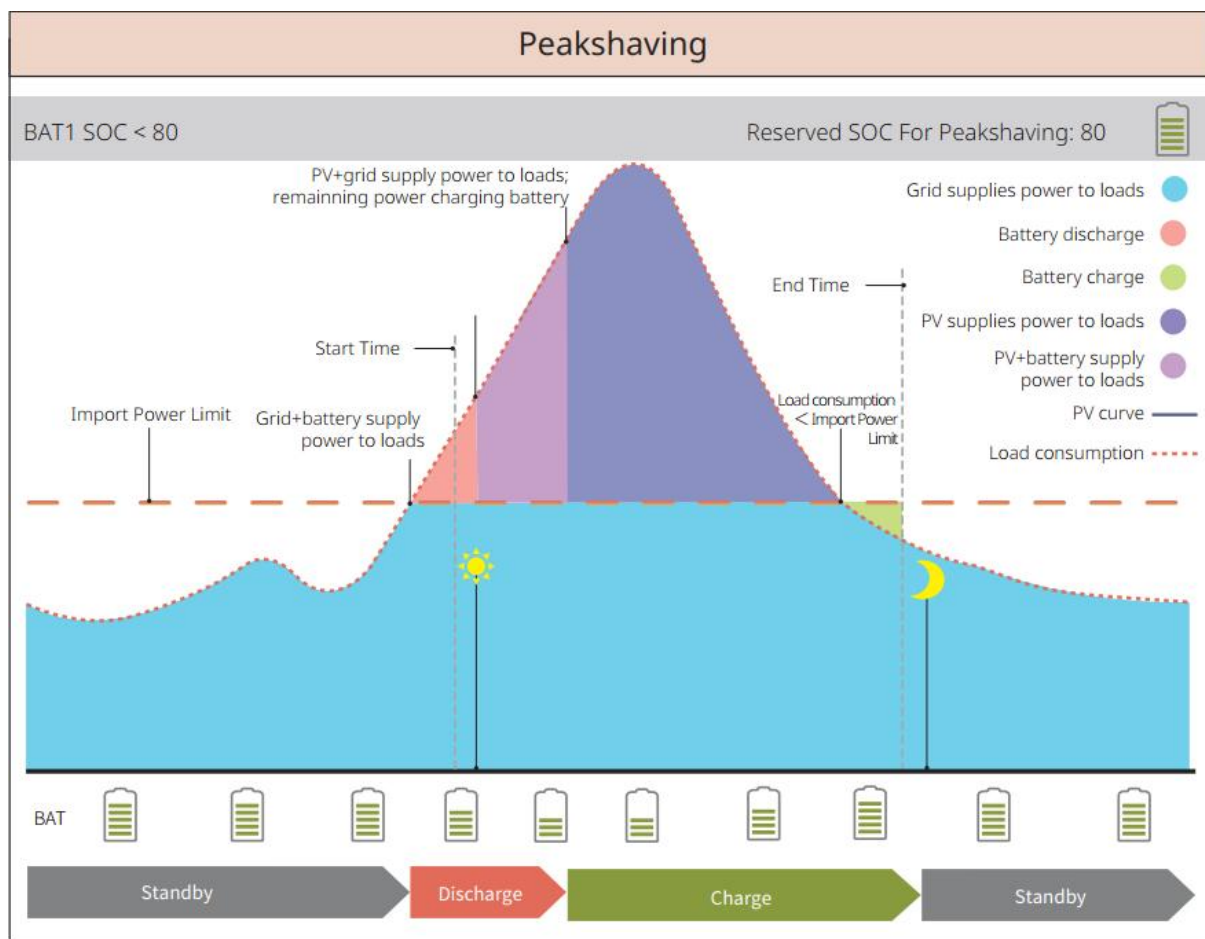 Peakshaving
BAT1 SOC < 80
Reserved SOC For Peakshaving: 80
PV+grid supply power to loads;
remainning power charging battery
Grid supplies power to loads
Battery discharge
Battery charge
PV supplies power to loads
PV+battery supply
power to loads
PV curve
Load consumption
End Time
Start Time
Import Power Limit
Grid+battery supply
power to loads
Load consumption
< Import Power
Limit
BAT
Standby
Discharge
Charge
Standby